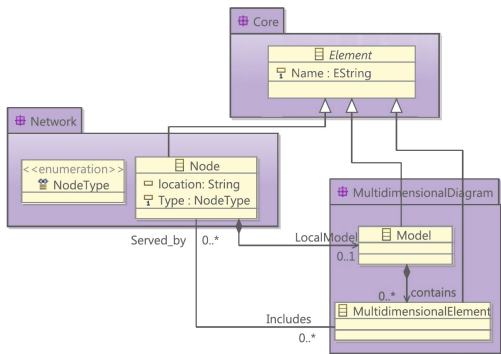 Core
Element
Name : EString
Network
<<enumeration>>
NodeType
Node
location: String
Type : NodeType
MultidimensionalDiagram
Served_by
0..*
LocalModel
0..1
Model
0..*
contains
MultidimensionalElement
Includes
0..*